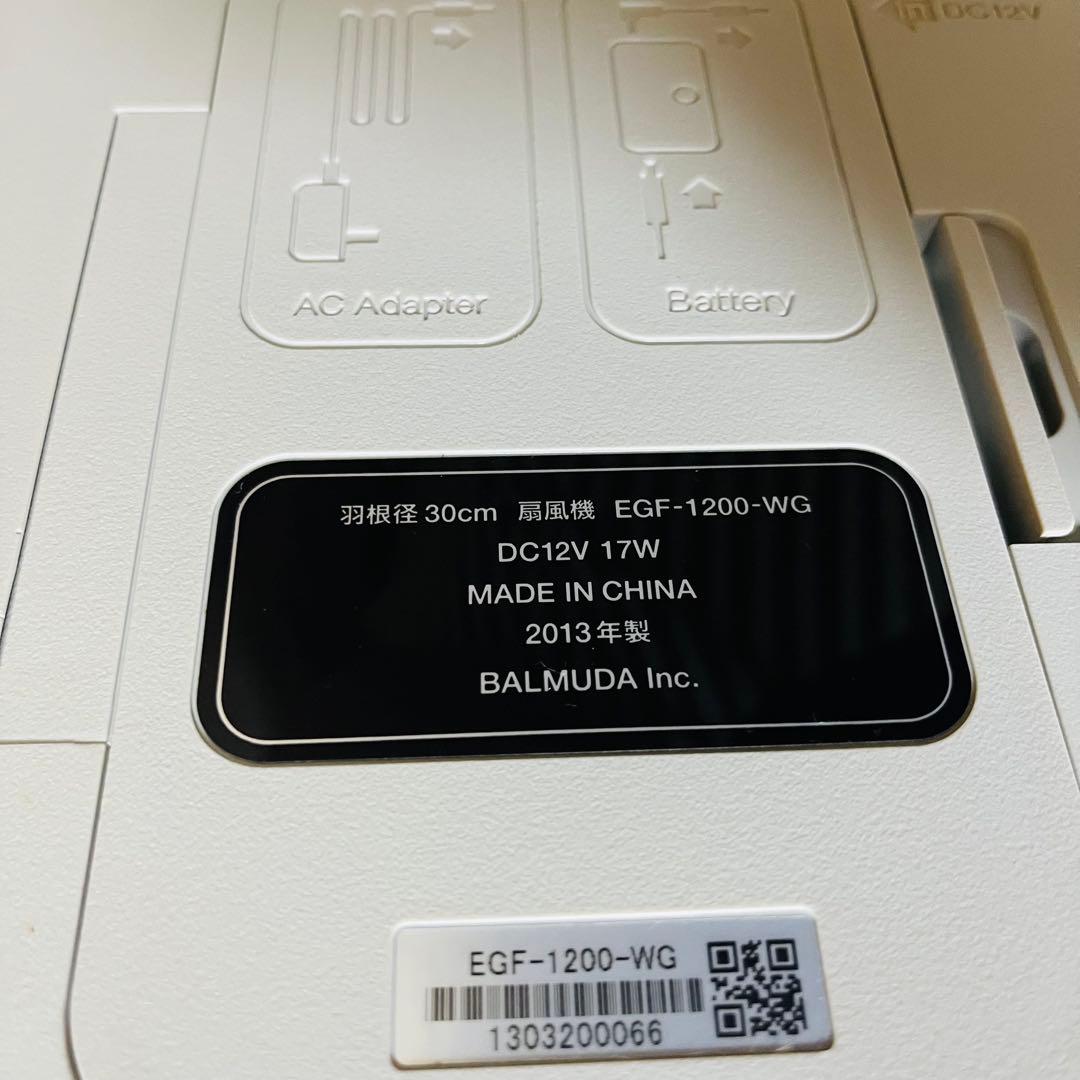 DC12V
AC Adapter
Battery
羽根径 30cm 扇風機 EGF-1200-WG
DC12V 17W
MADE IN CHINA
2013年製
BALMUDA Inc.
EGF-1200-WG
1303200066